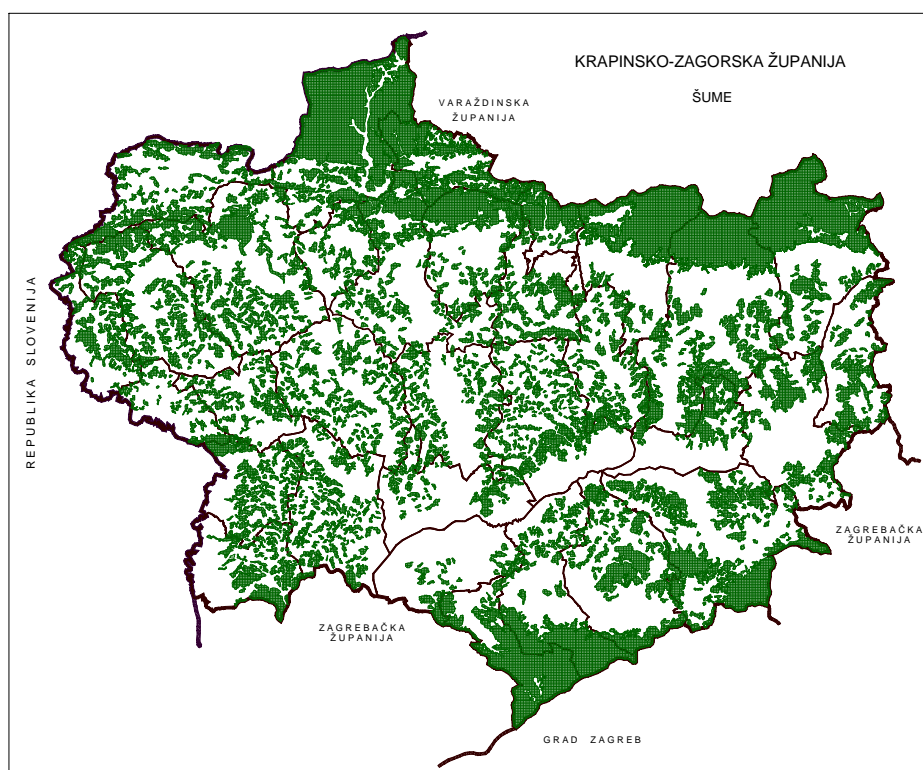 KRAPINSKO-ZAGORSKA ŽUPANIJA
ŠUME
VARAŽDINSKA
ŽUPANIJA
REPUBLIKA SLOVENIJA
ZAGREBAČKA
ŽUPANIJA
ZAGREBAČKA
ŽUPANIJA
GRAD ZAGREB